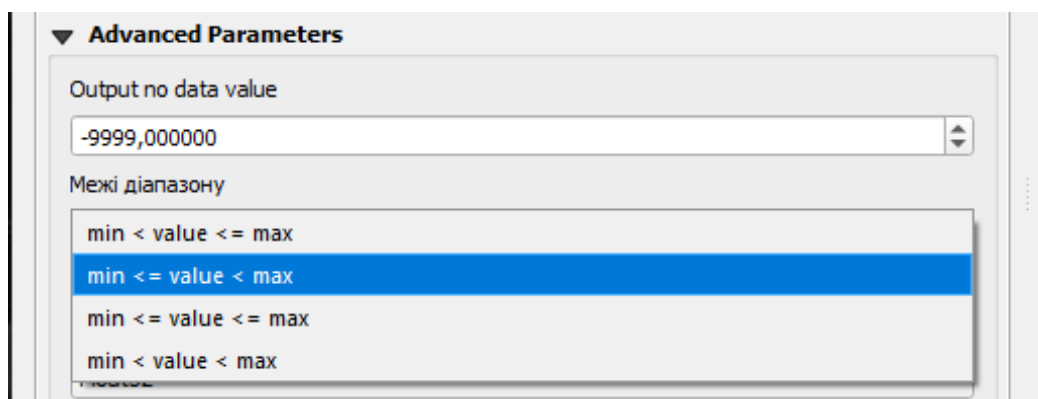 Advanced Parameters
Output no data value
-9999,000000
Межі діапазону
min < value <= max
min <= value < max
min <= value <= max
min < value < max